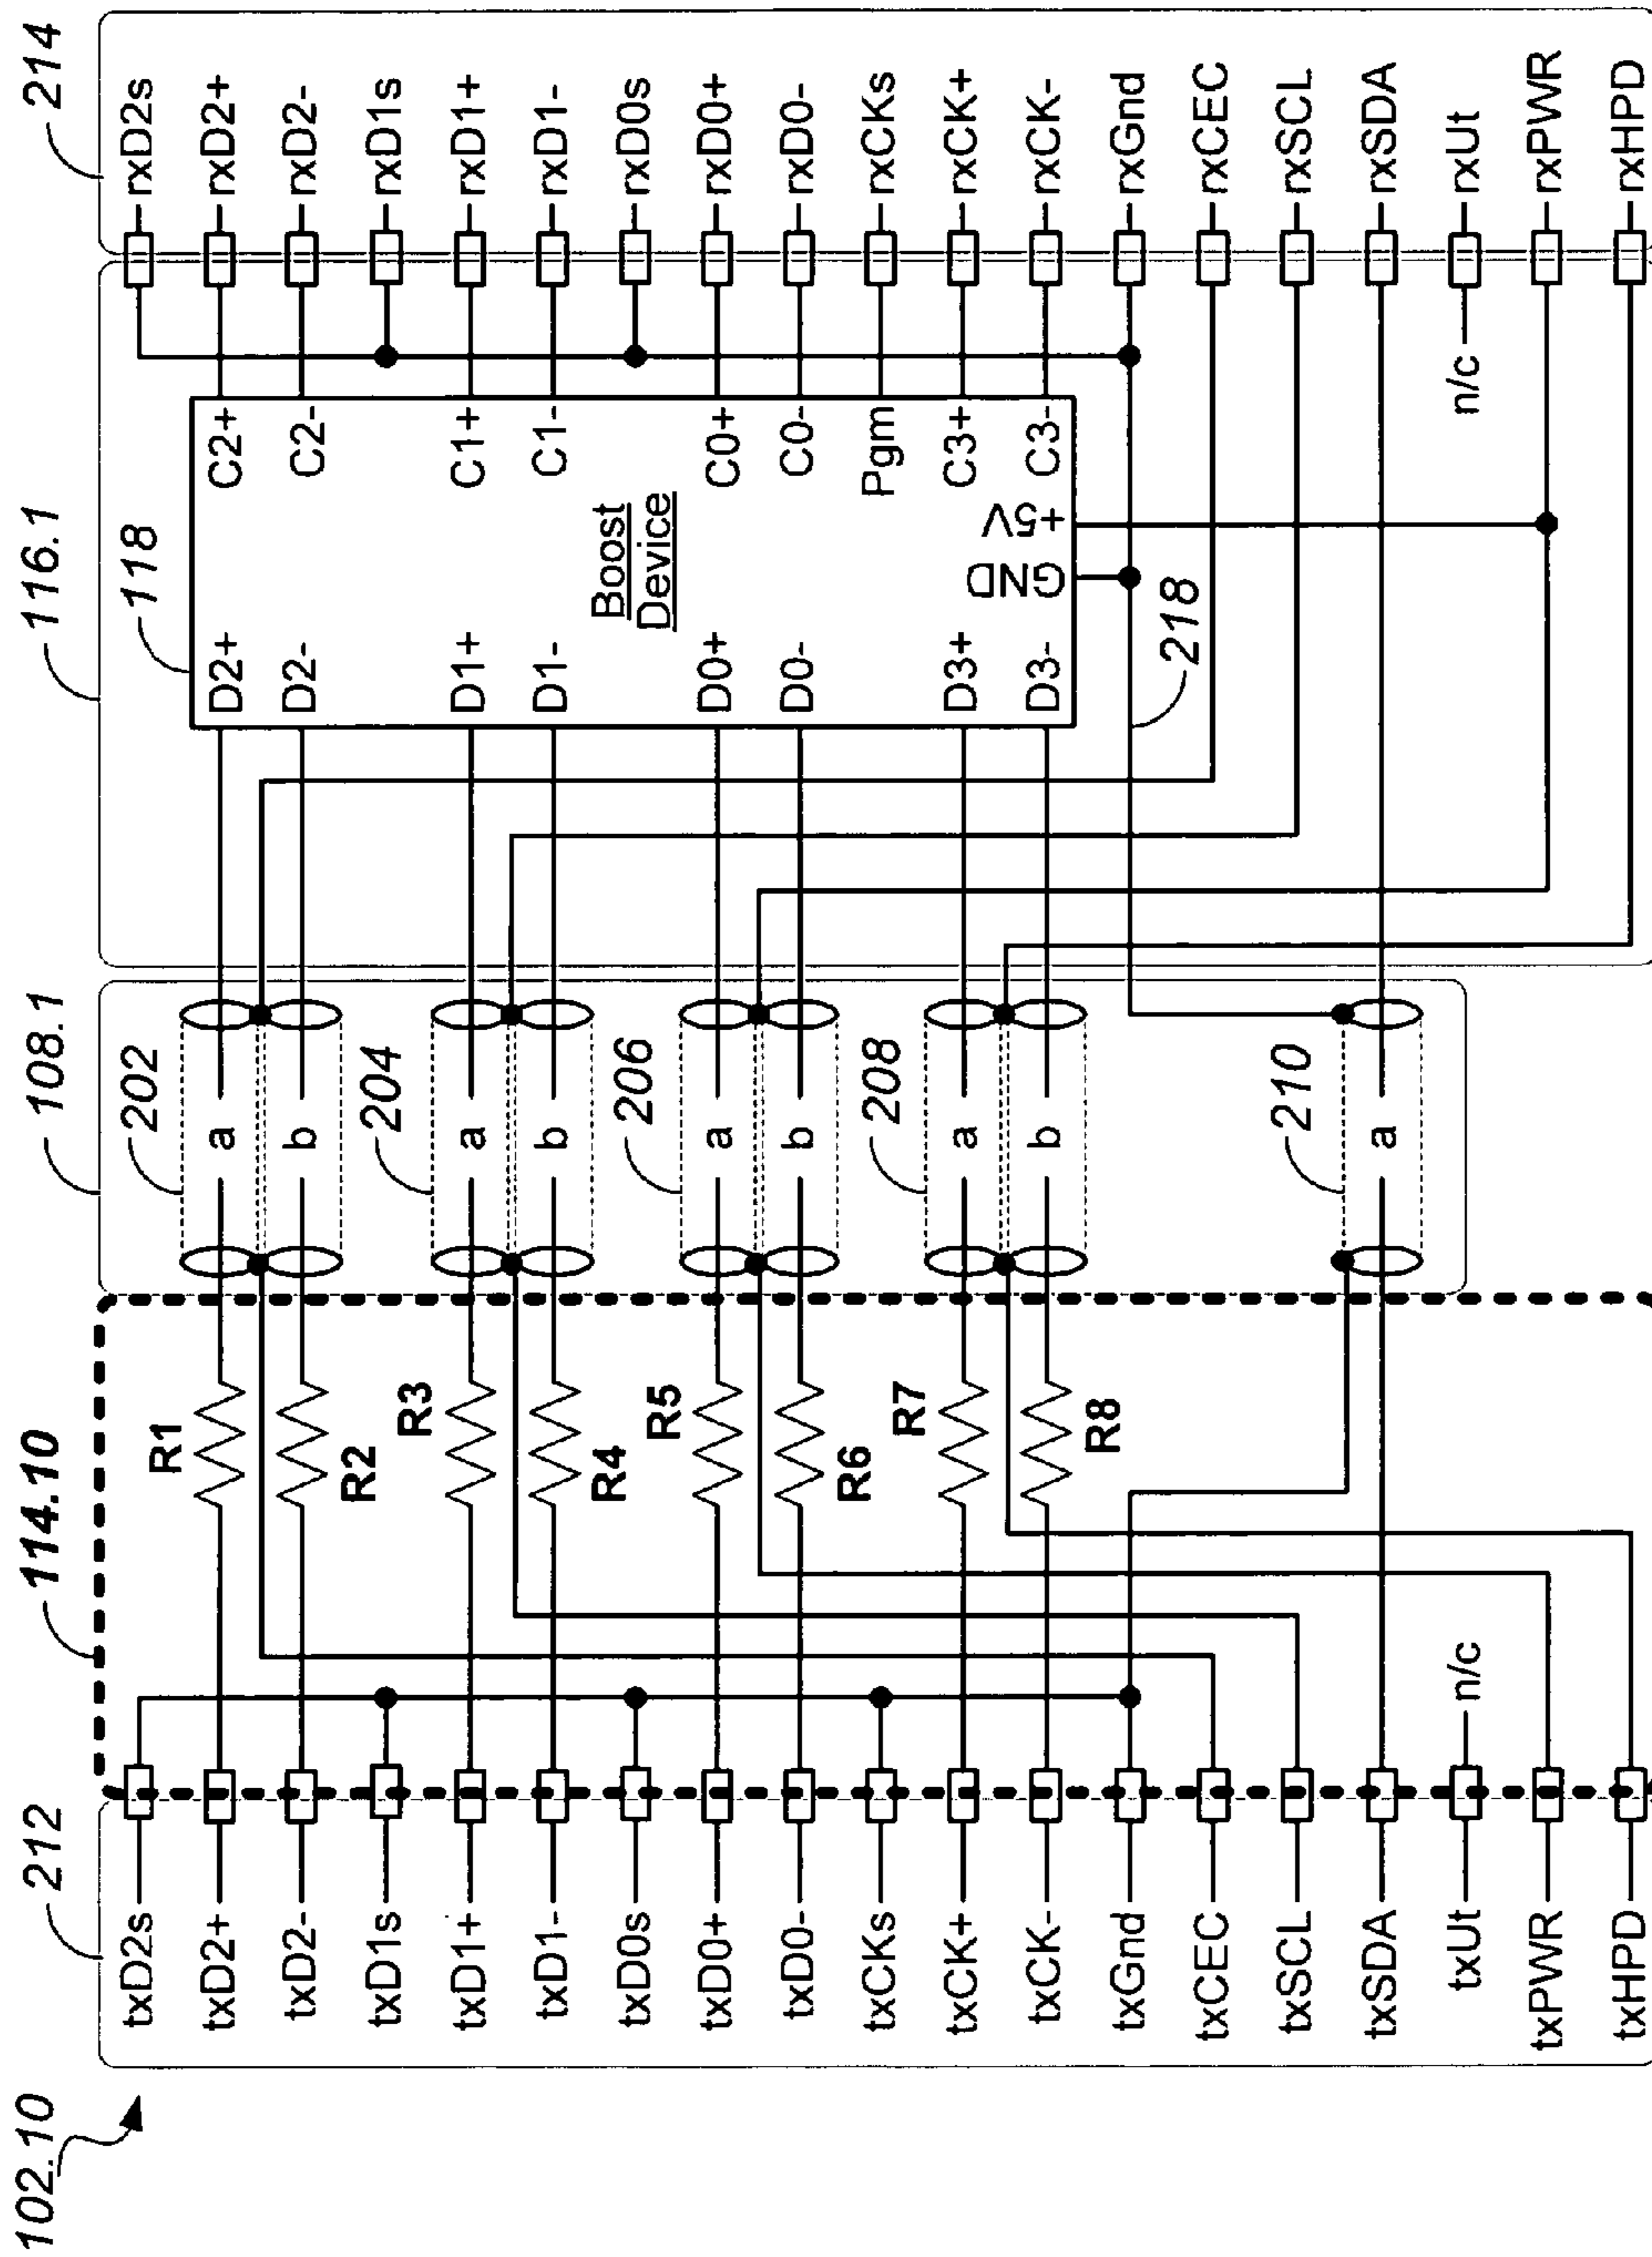 102.10
212
114.10
108.1
116.1
214
txD2s
txD2+
txD2-
txD1s
txD1+
txD1-
txD0s
txD0+
txD0-
txCKs
txCK+
txCK-
txGnd
txCEC
txSCL
txSDA
txUt
txPWR
txHPD
n/c
R1
R2
R3
R4
R5
R6
R7
R8
202
a
b
204
a
b
206
a
b
208
a
b
210
a
118
D2+
D2-
D1+
D1-
D0+
D0-
D3+
D3-
Boost
Device
GND
+5V
C2+
C2-
C1+
C1-
C0+
C0-
Pgm
C3+
C3-
218
n/c
rxD2s
rxD2+
rxD2-
rxD1s
rxD1+
rxD1-
rxD0s
rxD0+
rxD0-
rxCKs
rxCK+
rxCK-
rxGnd
rxCEC
rxSCL
rxSDA
rxUt
rxPWR
rxHPD